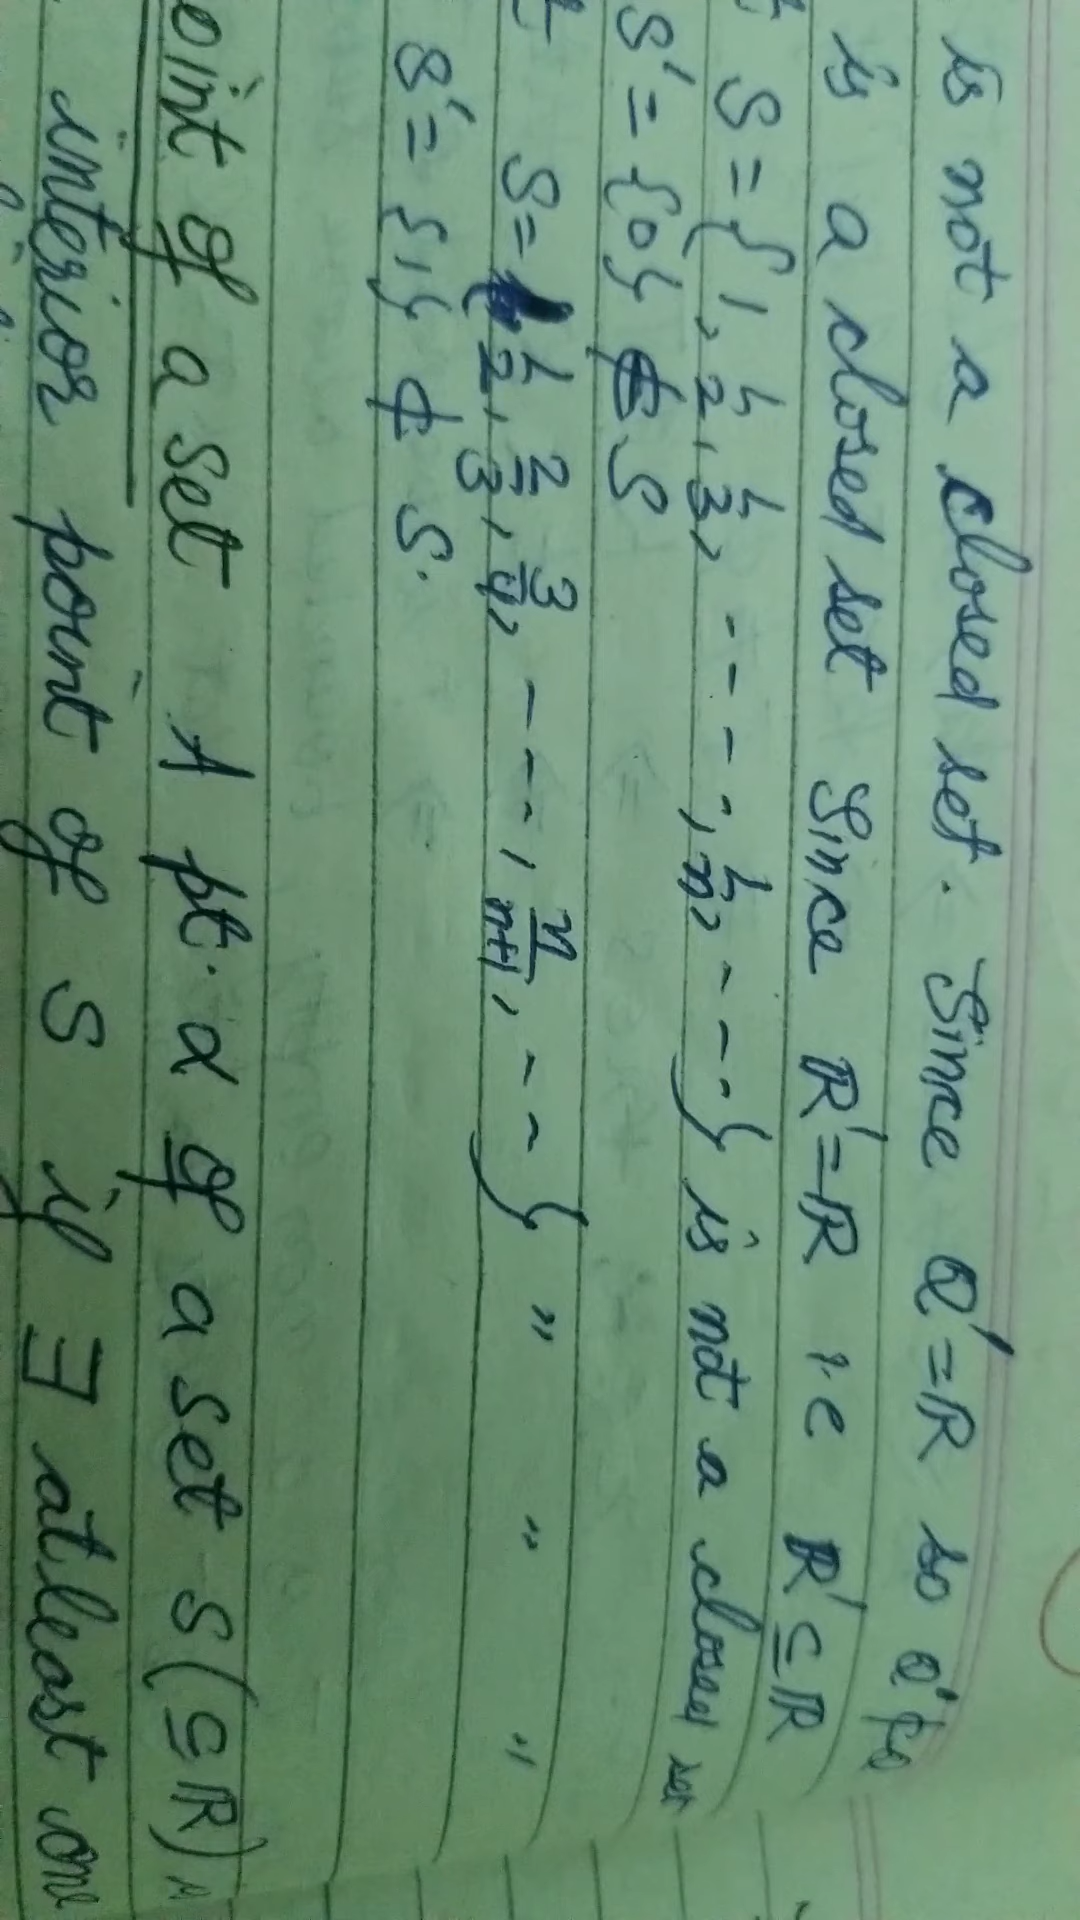 is not a closed set. Since Q' = R so Q'
is a closed set Since R' = R i.e R' ⊆ R
S = { 1, 1/2, 1/3, - - - -, 1/n, - - - } is not a closed set
S' = {0} ⊄ S
S = { 1/2, 2/3, 3/4, - - -, n/n+1, - - } " " "
S' = {1} ⊄ S.
oint of a set A pt. α of a set S (⊆ R)
interior point of S if ∃ atleast one